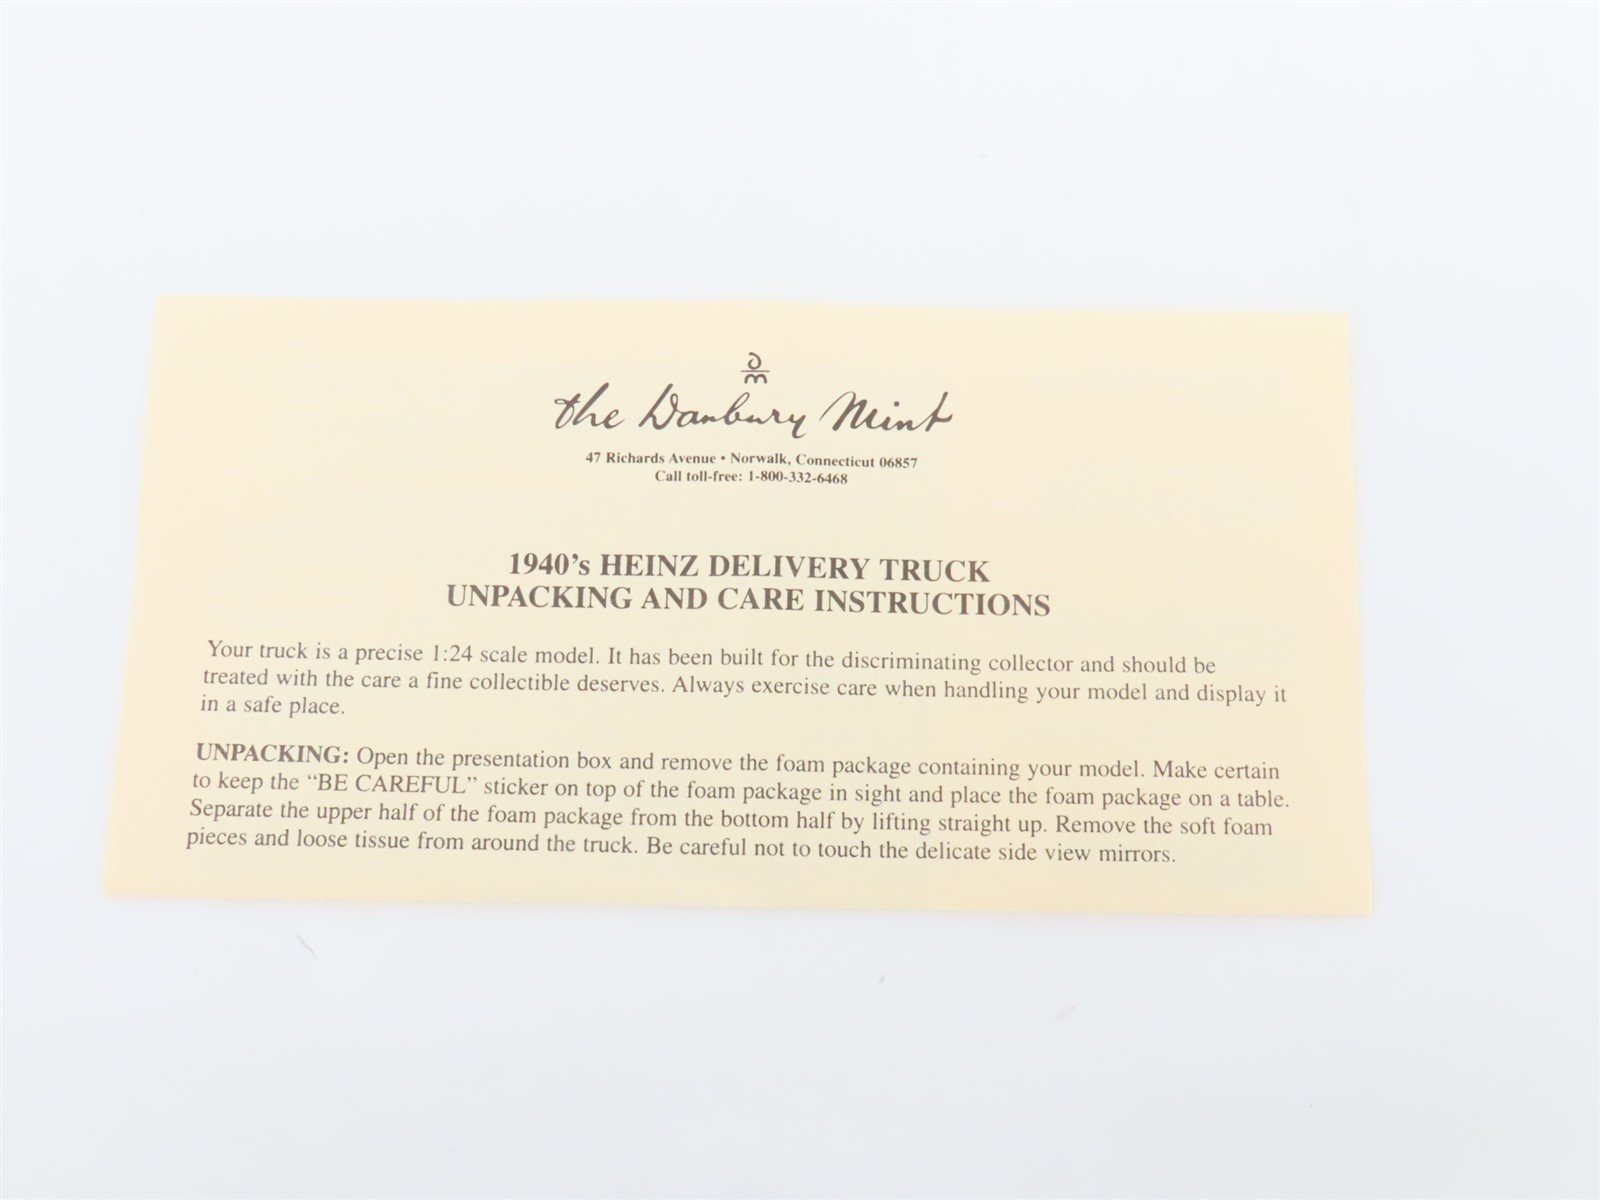 the Danbury Mint
47 Richards Avenue • Norwalk, Connecticut 06857
Call toll-free: 1-800-332-6468
1940’s HEINZ DELIVERY TRUCK
UNPACKING AND CARE INSTRUCTIONS
Your truck is a precise 1:24 scale model. It has been built for the discriminating collector and should be
treated with the care a fine collectible deserves. Always exercise care when handling your model and display it
in a safe place.
UNPACKING: Open the presentation box and remove the foam package containing your model. Make certain
to keep the “BE CAREFUL” sticker on top of the foam package in sight and place the foam package on a table.
Separate the upper half of the foam package from the bottom half by lifting straight up. Remove the soft foam
pieces and loose tissue from around the truck. Be careful not to touch the delicate side view mirrors.